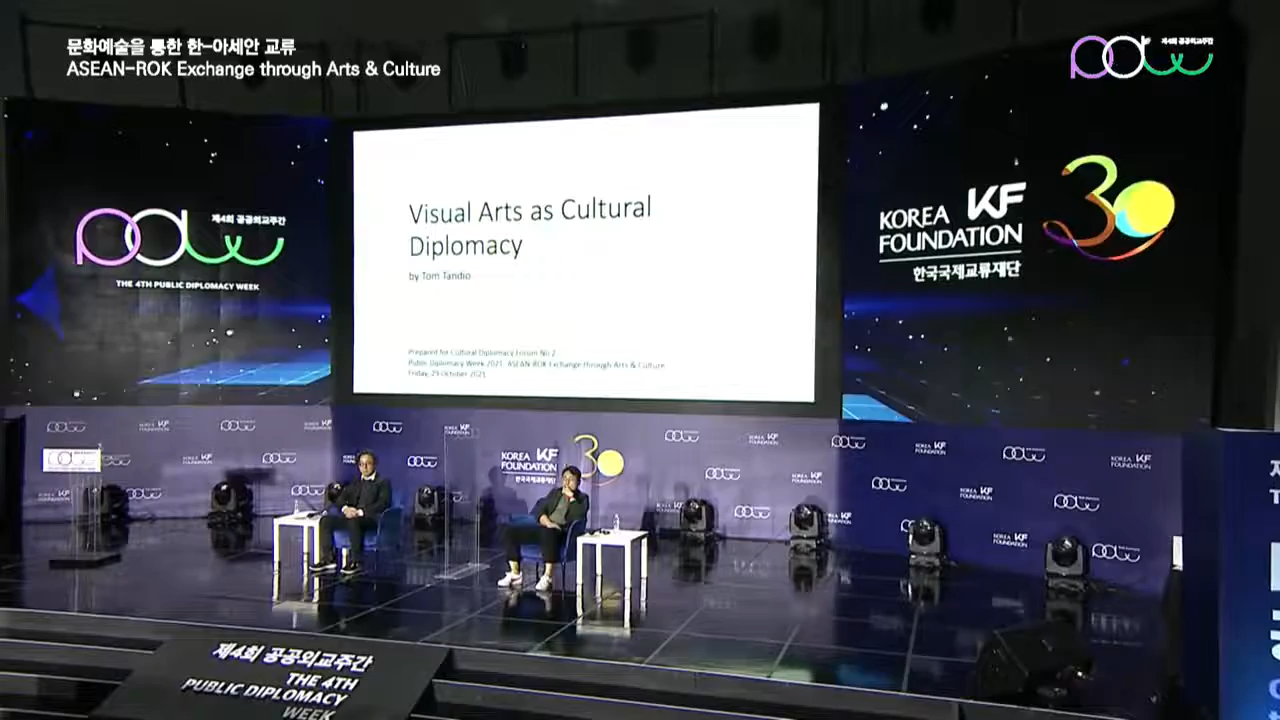 문화예술을 통한 한-아세안 교류
ASEAN-ROK Exchange through Arts & Culture
제4회 공공외교주간
pdw
제4회 공공외교주간
pdw
THE 4TH PUBLIC DIPLOMACY WEEK
Visual Arts as Cultural
Diplomacy
by Tom Tandio
Prepared for Cultural Diplomacy Forum No 2
Public Diplomacy Week 2021: ASEAN-ROK Exchange through Arts & Culture
Friday, 29 October 2021
KOREA KF
FOUNDATION
한국국제교류재단
30
KOREA KF
FOUNDATION
한국국제교류재단
30
제4회 공공외교주간
THE 4TH
PUBLIC DIPLOMACY
WEEK